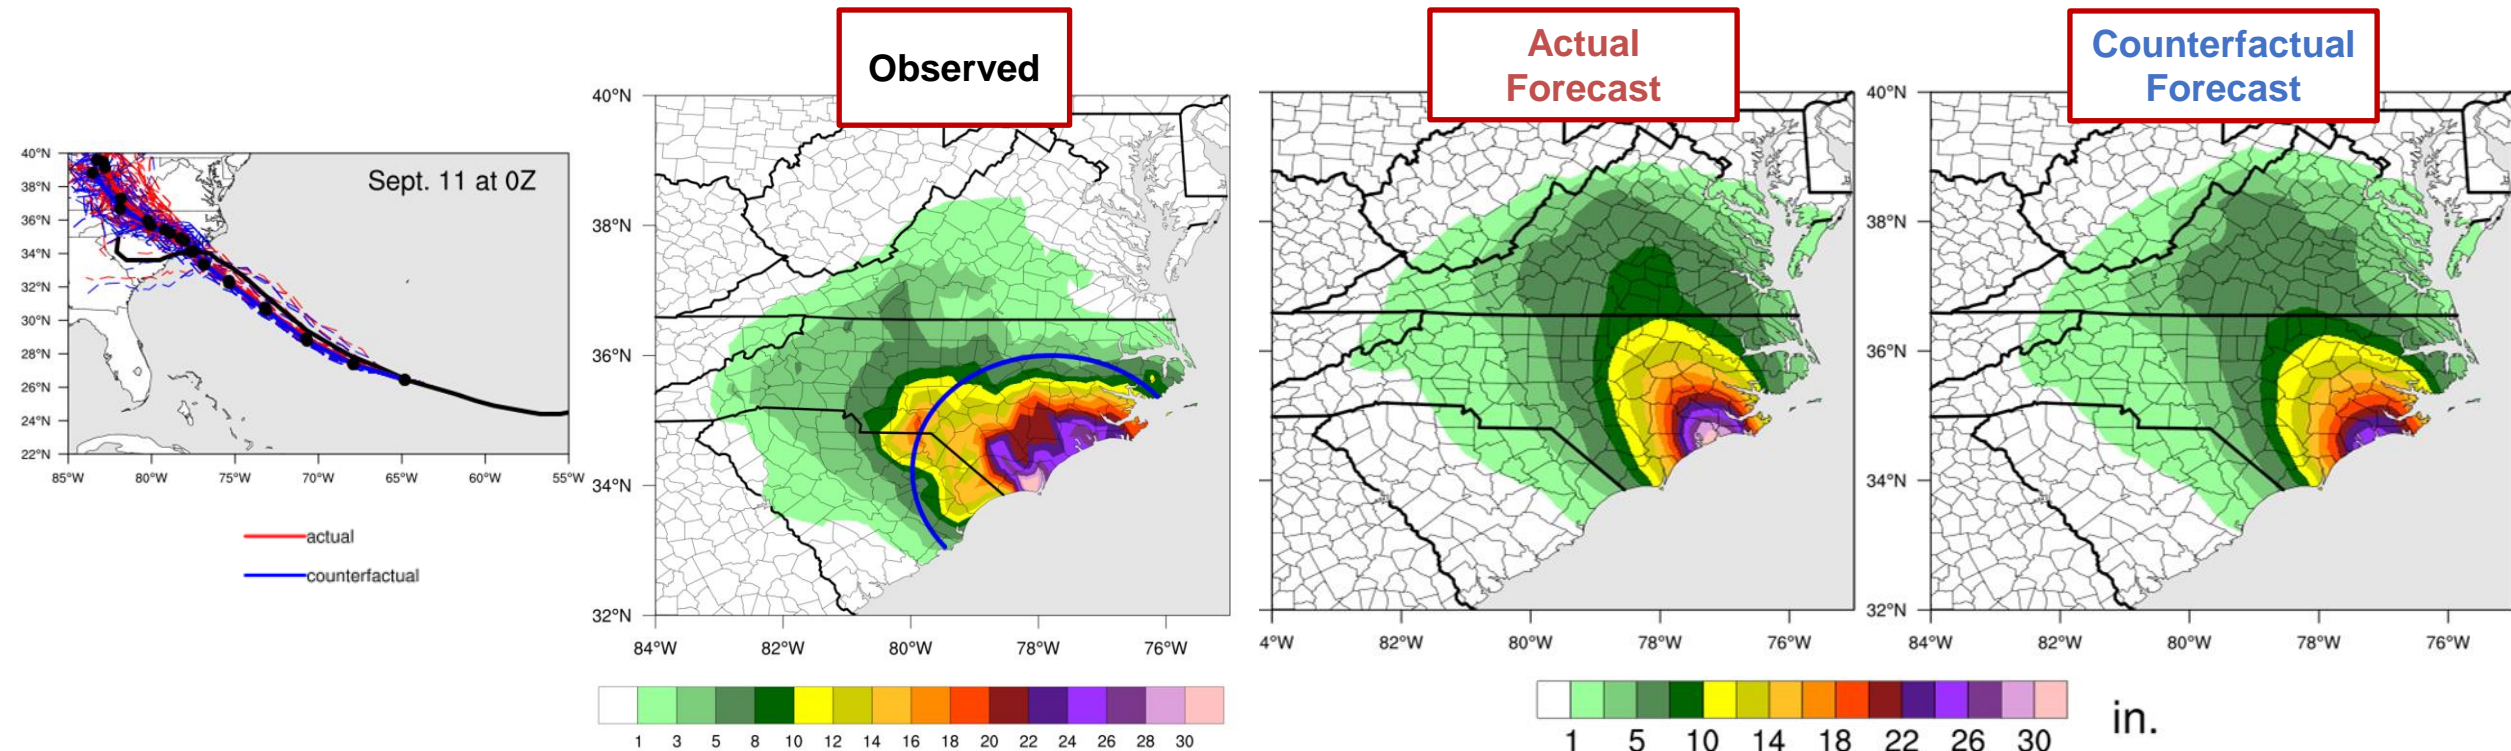 Observed
Actual
Forecast
Counterfactual
Forecast
Sept. 11 at 0Z
40°N
38°N
36°N
34°N
32°N
30°N
28°N
26°N
24°N
22°N
85°W 80°W 75°W 70°W 65°W 60°W 55°W
actual
counterfactual
40°N
38°N
36°N
34°N
32°N
84°W 82°W 80°W 78°W 76°W
1 3 5 8 10 12 14 16 18 20 22 24 26 28 30
4°W 82°W 80°W 78°W 76°W
40°N
38°N
36°N
34°N
32°N
84°W 82°W 80°W 78°W 76°W
1 5 10 14 18 22 26 30
in.